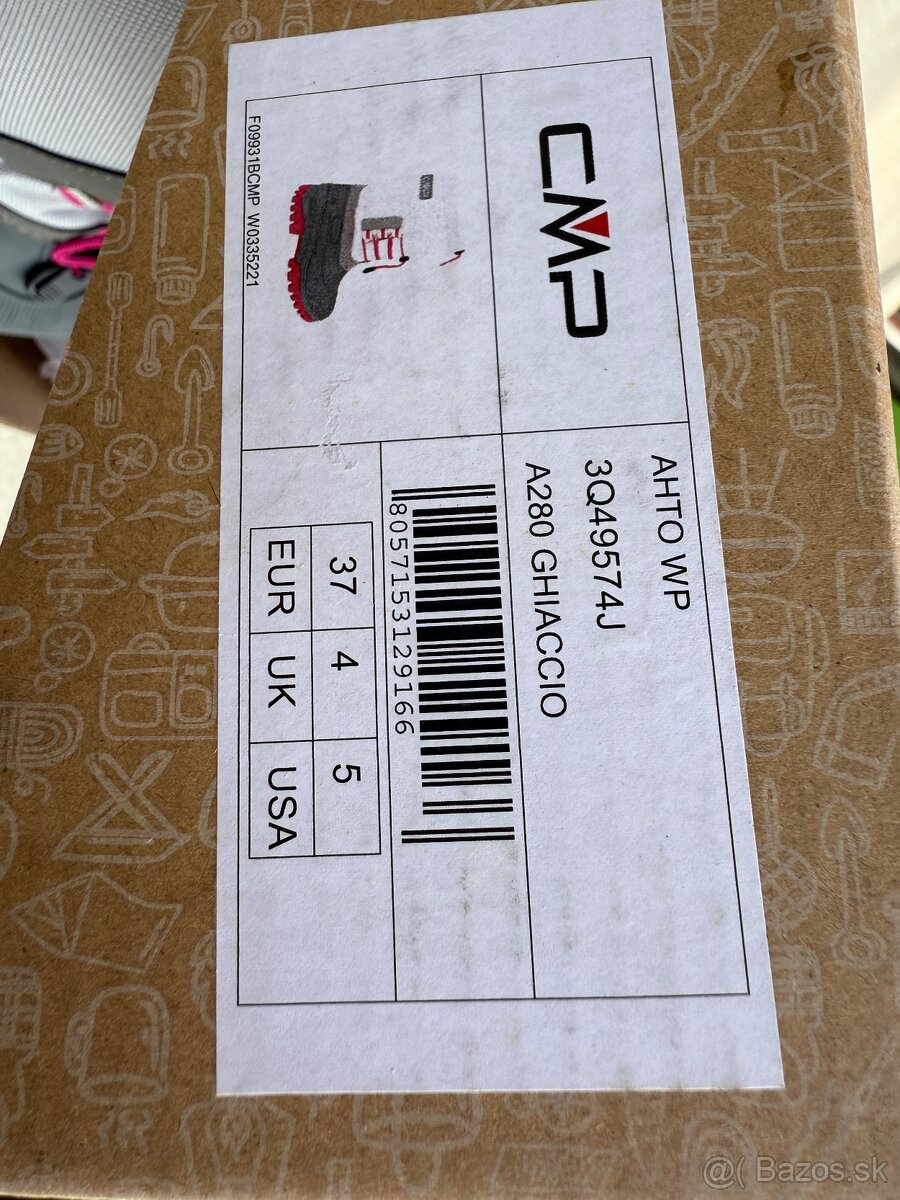 CMP
AHTO WP
3Q49574J
A280 GHIACCIO
F09931BCMP W0335221
8057153129166
37 4 5
EUR UK USA
@( Bazos.sk